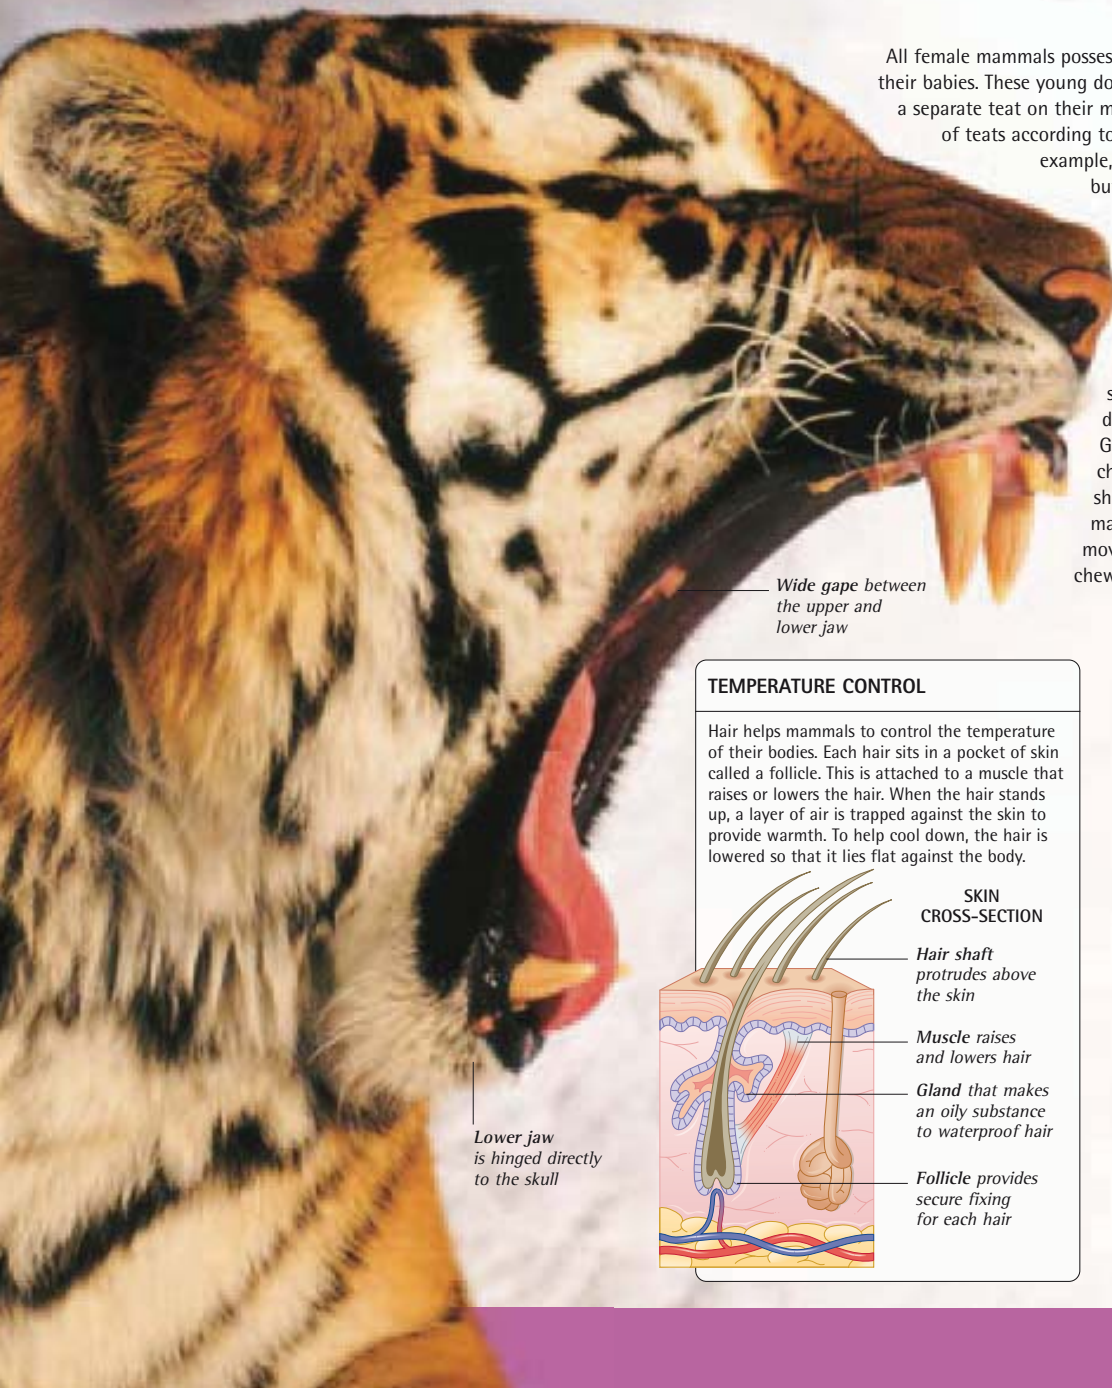 All female mammals
their babies. These young
a separate teat on their
of teats according
example,
Wide gape between
the upper and
lower jaw
TEMPERATURE CONTROL
Hair helps mammals to control the temperature
of their bodies. Each hair sits in a pocket of skin
called a follicle. This is attached to a muscle that
raises or lowers the hair. When the hair stands
up, a layer of air is trapped against the skin to
provide warmth. To help cool down, the hair is
lowered so that it lies flat against the body.
SKIN
CROSS-SECTION
Hair shaft
protrudes above
the skin
Muscle raises
and lowers hair
Gland that makes
an oily substance
to waterproof hair
Follicle provides
secure fixing
for each hair
Lower jaw
is hinged directly
to the skull